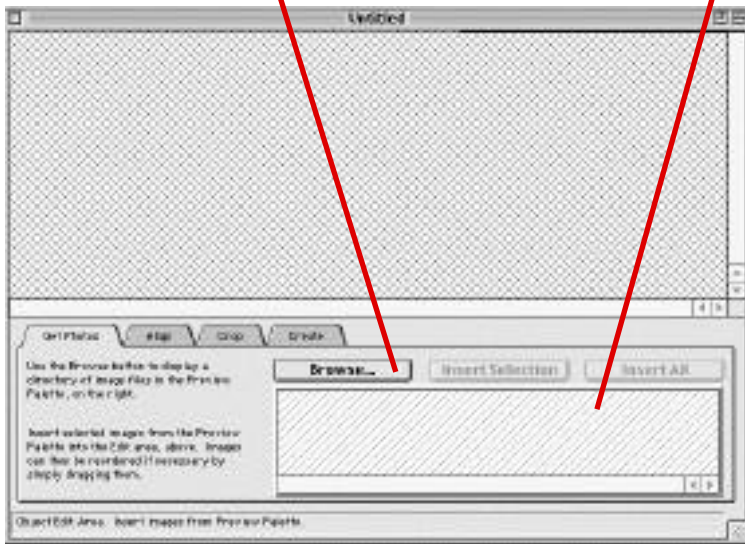 Untitled
Get Photos Align Crop Create
Browse... Insert Selection Insert All
Use the Browse button to display a
directory of image files in the Preview
Palette, on the right.
Insert selected images from the Preview
Palette into the Edit area, above. Images
can then be reordered if necessary by
simply dragging them.
Object Edit Area. Insert images from Preview Palette.